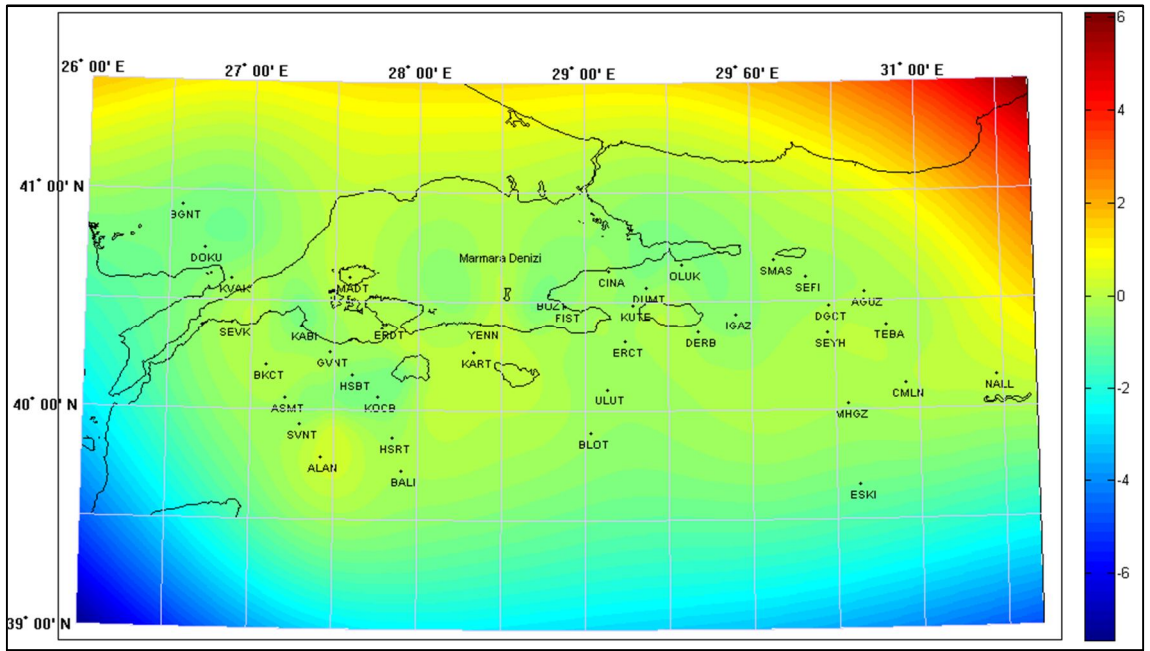 26° 00' E
27° 00' E
28° 00' E
29° 00' E
29° 60' E
31° 00' E
41° 00' N
40° 00' N
39° 00' N
BGNT
DOKU
KVAK
MADT
Marmara Denizi
CINA
OLUK
SMAS
SEFI
AGUZ
BUZT
FIST
DUMT
KUTE
IGAZ
DGCT
TEBA
SEVK
KABI
ERDT
YENN
ERCT
DERB
SEYH
GVNT
KART
BKCT
HSBT
NALL
CMLN
ASMT
KOCB
ULUT
MHGZ
SVNT
HSRT
BLOT
ALAN
BALI
ESKI
6
4
2
0
-2
-4
-6